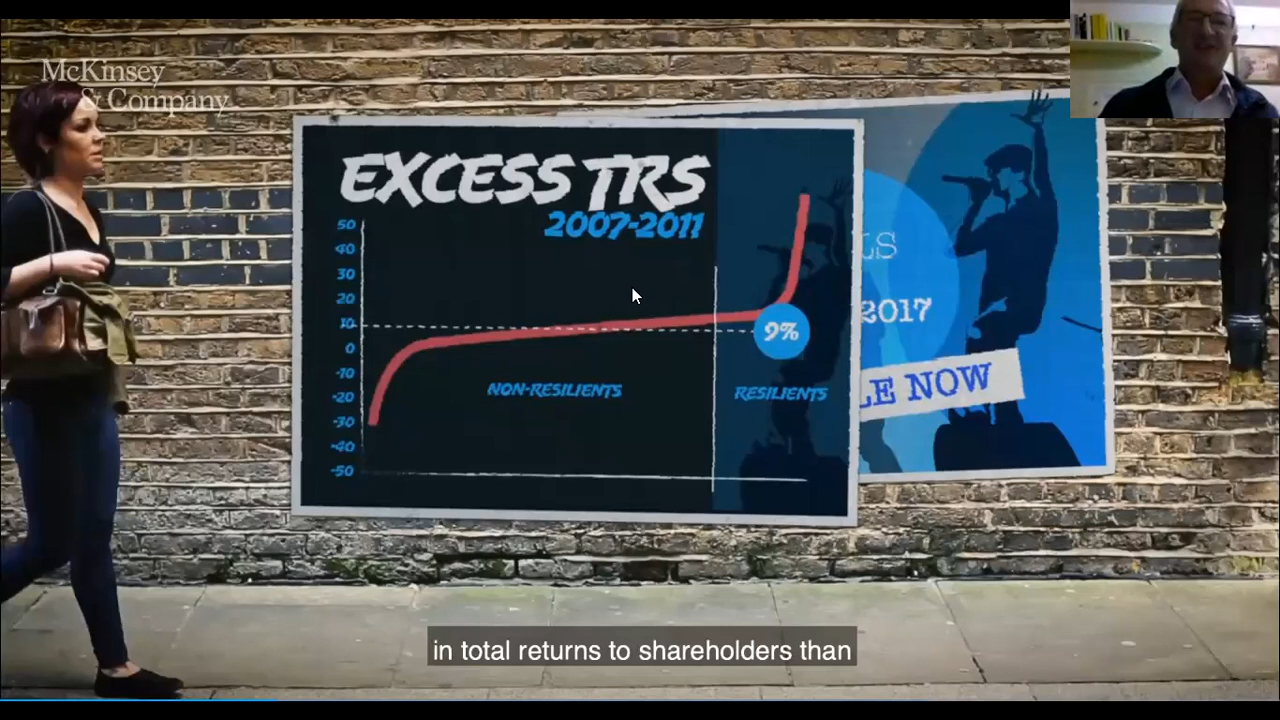 McKinsey
& Company
EXCESS TRS
2007-2011
50
40
30
20
10
0
-10
-20
-30
-40
-50
9%
NON-RESILIENTS
RESILIENTS
2017
LE NOW
in total returns to shareholders than